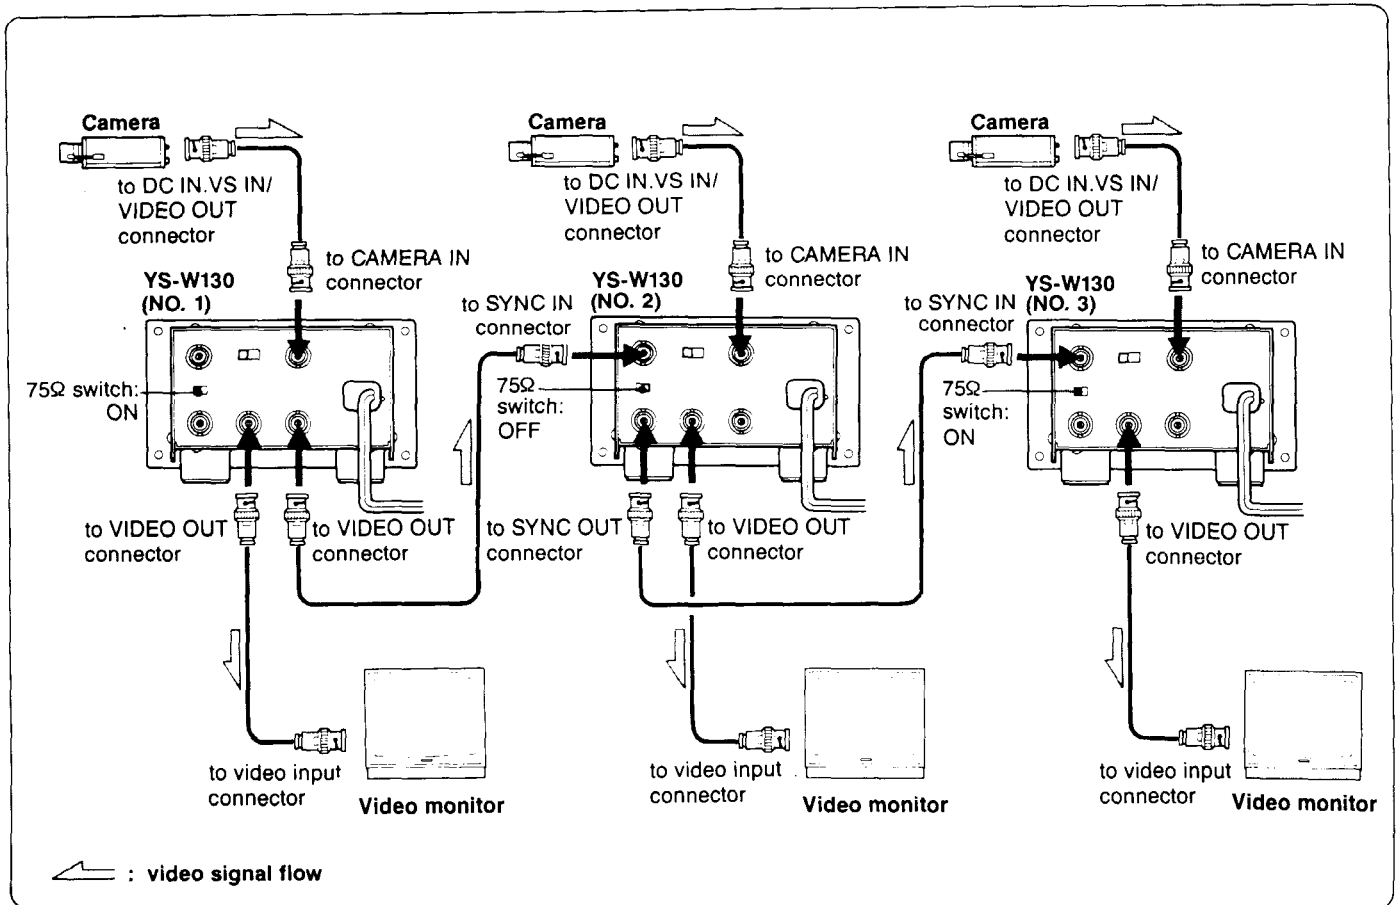 Camera
to DC IN.VS IN/
VIDEO OUT
connector
to CAMERA IN
connector
YS-W130
(NO. 1)
75Ω switch:
ON
to VIDEO OUT
connector
to VIDEO OUT
connector
to video input
connector
Video monitor
Camera
to DC IN.VS IN/
VIDEO OUT
connector
to CAMERA IN
connector
YS-W130
(NO. 2)
to SYNC IN
connector
75Ω
switch:
OFF
to SYNC OUT
connector
to VIDEO OUT
connector
to video input
connector
Video monitor
Camera
to DC IN.VS IN/
VIDEO OUT
connector
to CAMERA IN
connector
YS-W130
(NO. 3)
to SYNC IN
connector
75Ω
switch:
ON
to VIDEO OUT
connector
to video input
connector
Video monitor
: video signal flow